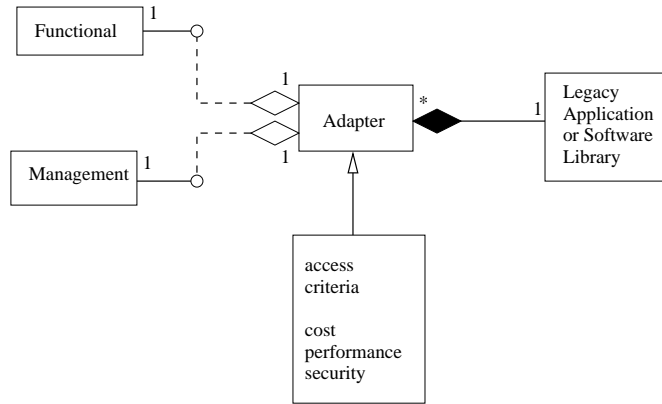 Functional
1
1
Adapter
*
1
Legacy
Application
or Software
Library
Management
1
1
access
criteria
cost
performance
security